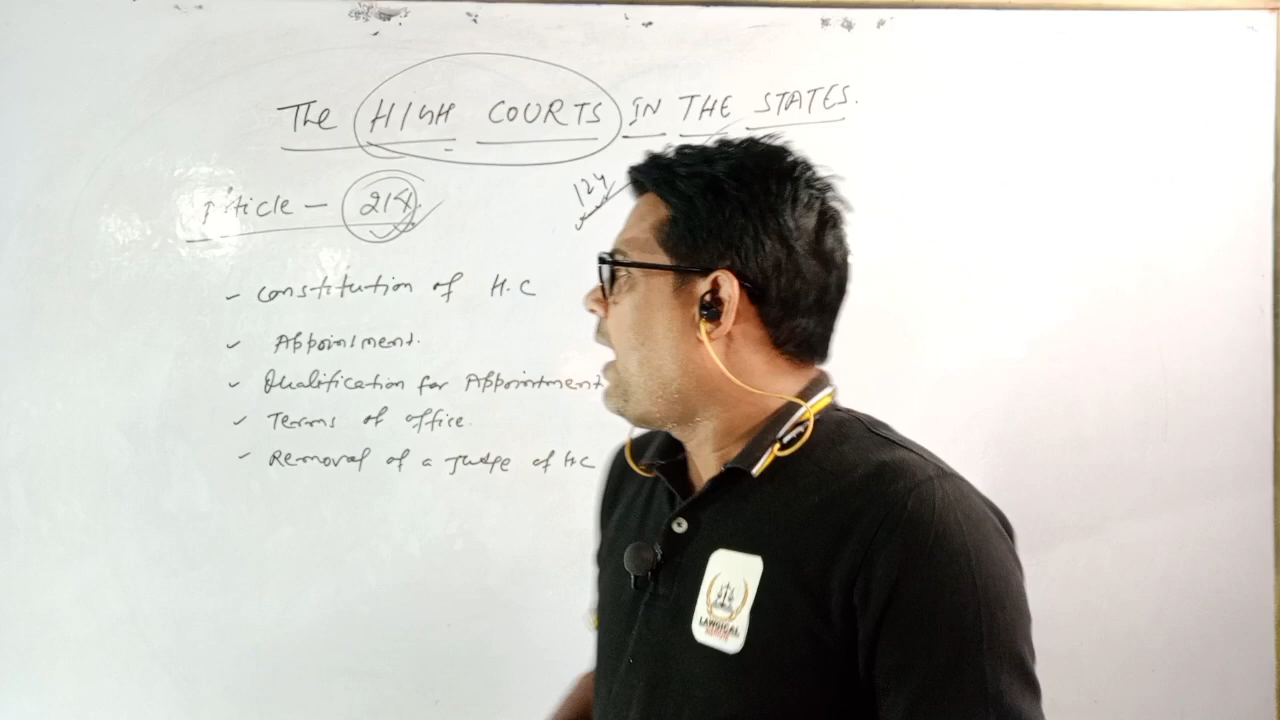 The HIGH COURTS IN THE STATES.
Article - 214.
124
- Constitution of H.C
- Appointment.
- Qualification for Appointment
- Terms of office.
- Removal of a Judge of H.C
LAWGICAL